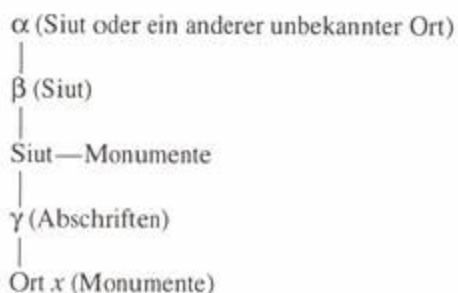 α (Siut oder ein anderer unbekannter Ort)
β (Siut)
Siut—Monumente
γ (Abschriften)
Ort x (Monumente)